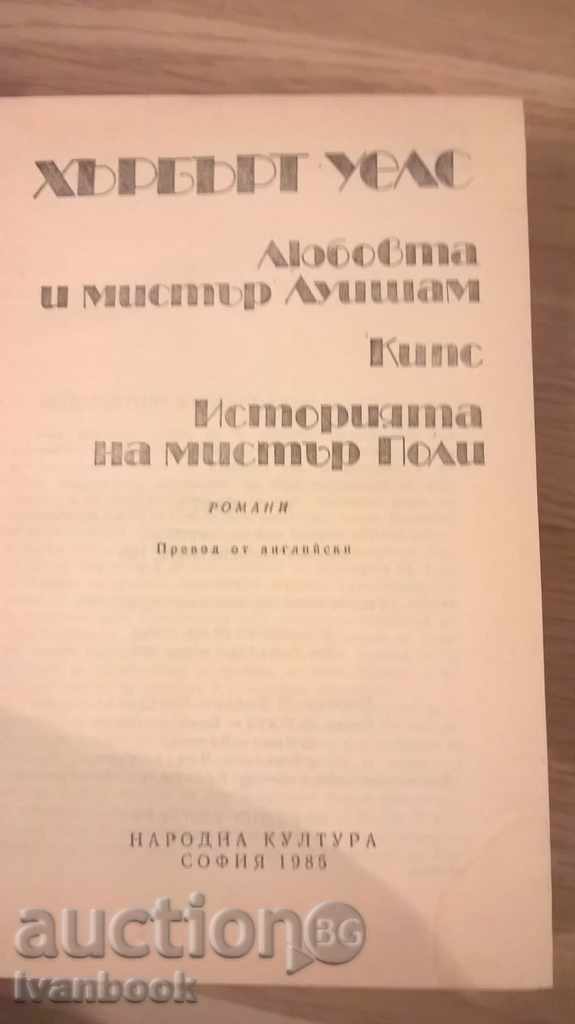 ХЪРБЪРТ УЕЛС
Любовта
и мистър Луишам
Кипс
Историята
на мистър Поли
РОМАНИ
Превод от английски
НАРОДНА КУЛТУРА
СОФИЯ 1986
auction BG
Ivanbook